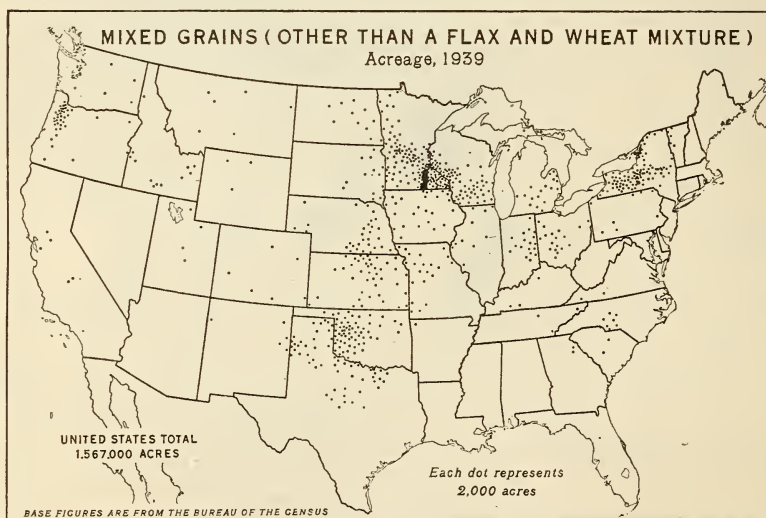 MIXED GRAINS (OTHER THAN A FLAX AND WHEAT MIXTURE)
Acreage, 1939
UNITED STATES TOTAL
1,567,000 ACRES
Each dot represents
2,000 acres
BASE FIGURES ARE FROM THE BUREAU OF THE CENSUS